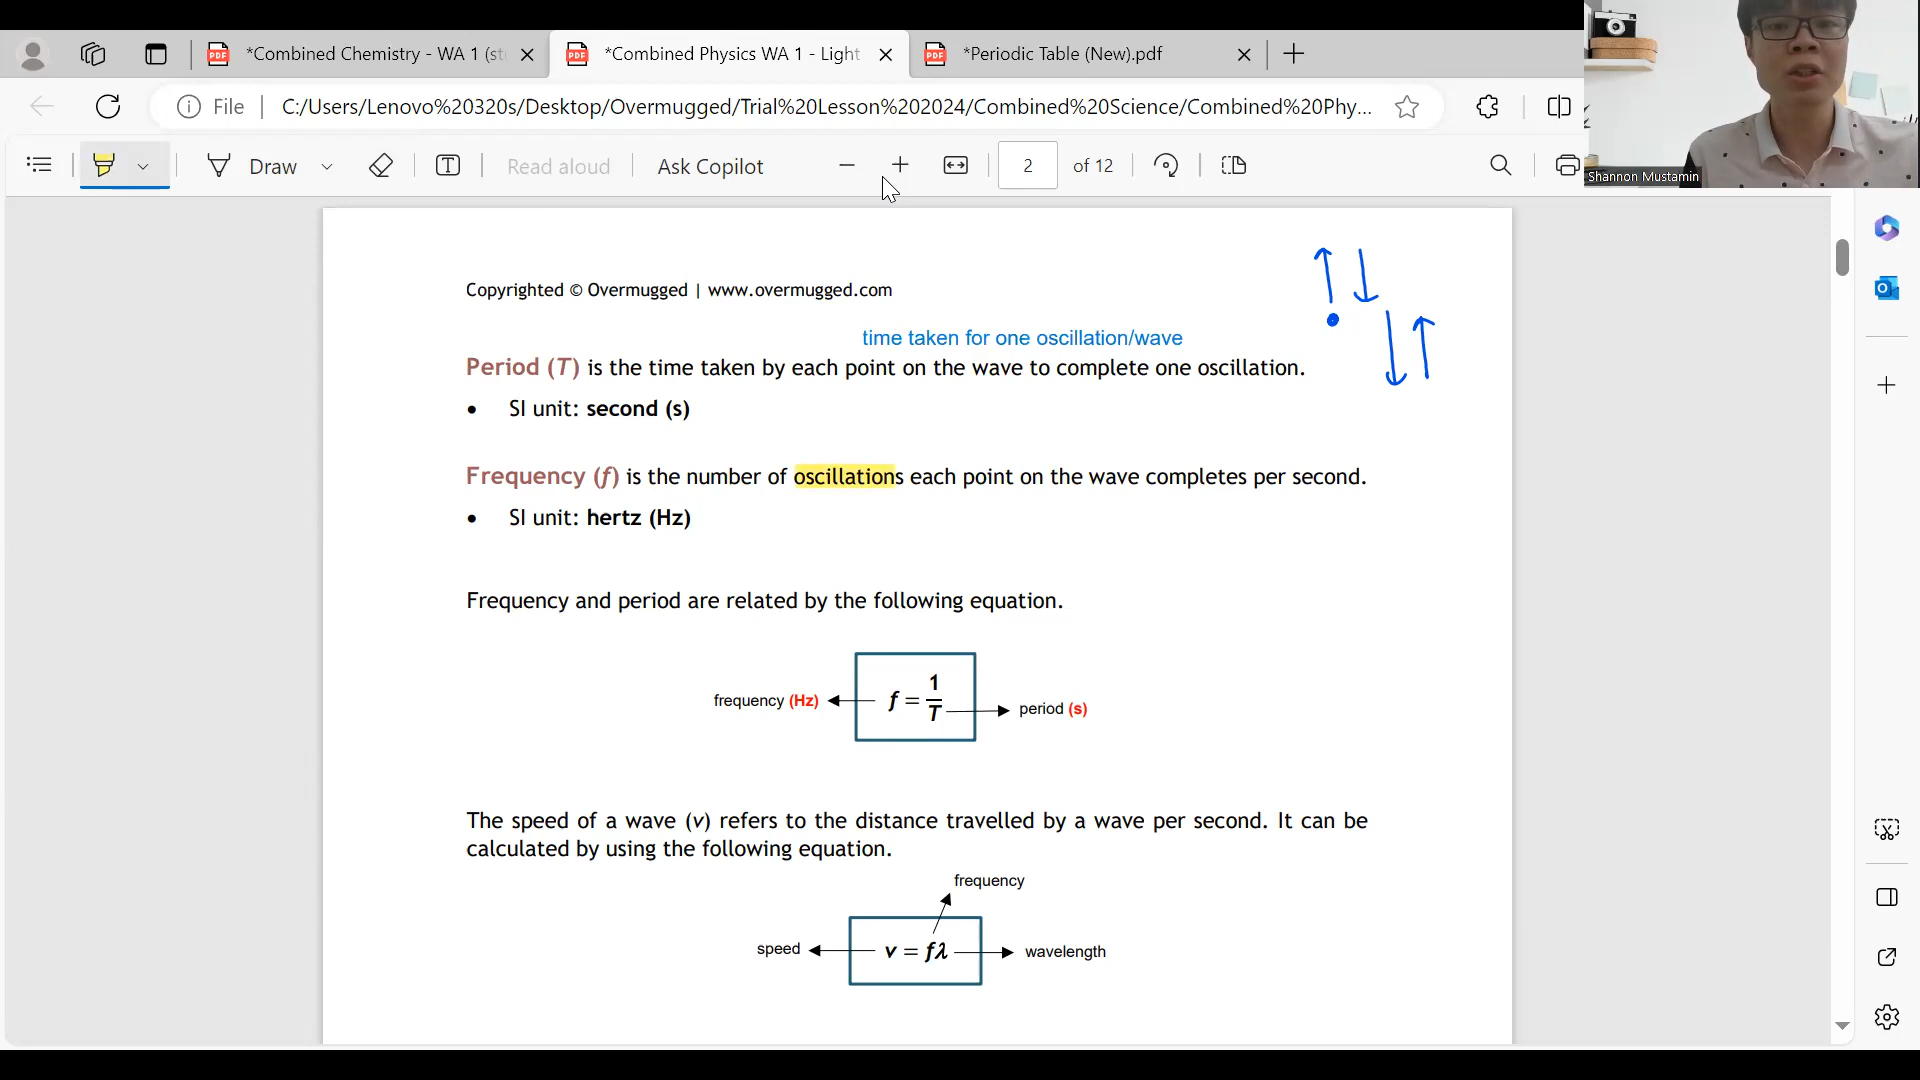 *Combined Chemistry - WA 1 (st
*Combined Physics WA 1 - Light
*Periodic Table (New).pdf
File
C:/Users/Lenovo%20320s/Desktop/Overmugged/Trial%20Lesson%202024/Combined%20Science/Combined%20Phy...
Draw
Read aloud
Ask Copilot
2
of 12
Shannon Mustamin
Copyrighted © Overmugged | www.overmugged.com
time taken for one oscillation/wave
Period (T) is the time taken by each point on the wave to complete one oscillation.
• SI unit: second (s)
Frequency (f) is the number of oscillations each point on the wave completes per second.
• SI unit: hertz (Hz)
Frequency and period are related by the following equation.
frequency (Hz)
f = 1/T
period (s)
The speed of a wave (v) refers to the distance travelled by a wave per second. It can be
calculated by using the following equation.
frequency
speed
v = fλ
wavelength